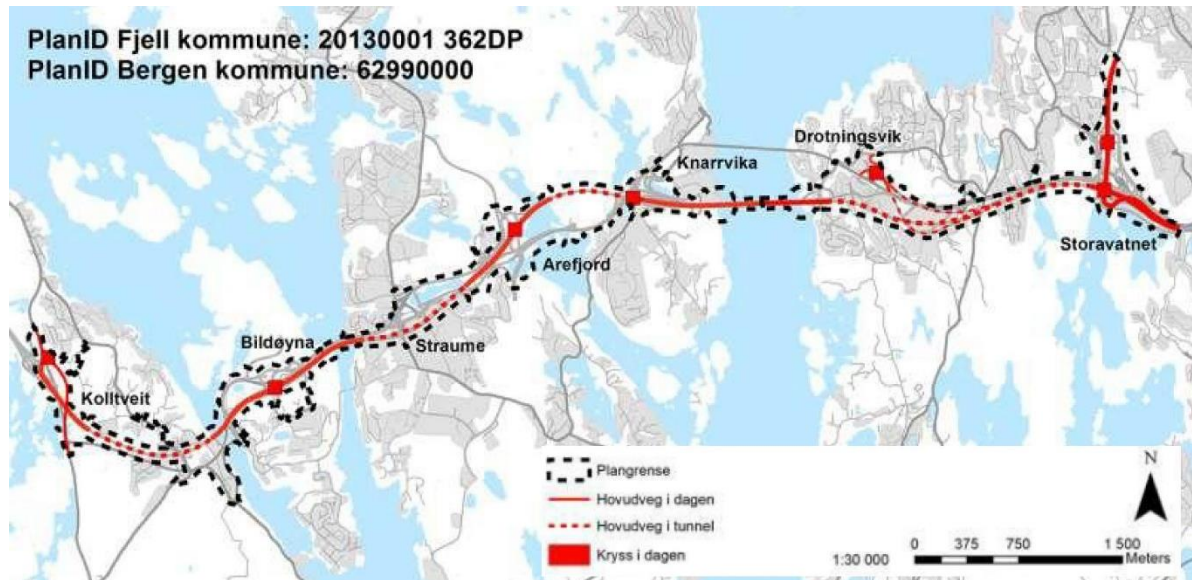 PlanID Fjell kommune: 20130001 362DP
PlanID Bergen kommune: 62990000
Drotningsvik
Knarrvika
Storavatnet
Arefjord
Bildøyna
Straume
Kolltveit
Plangrense
Hovudveg i dagen
Hovudveg i tunnel
Kryss i dagen
N
0 375 750 1 500
1:30 000 Meters